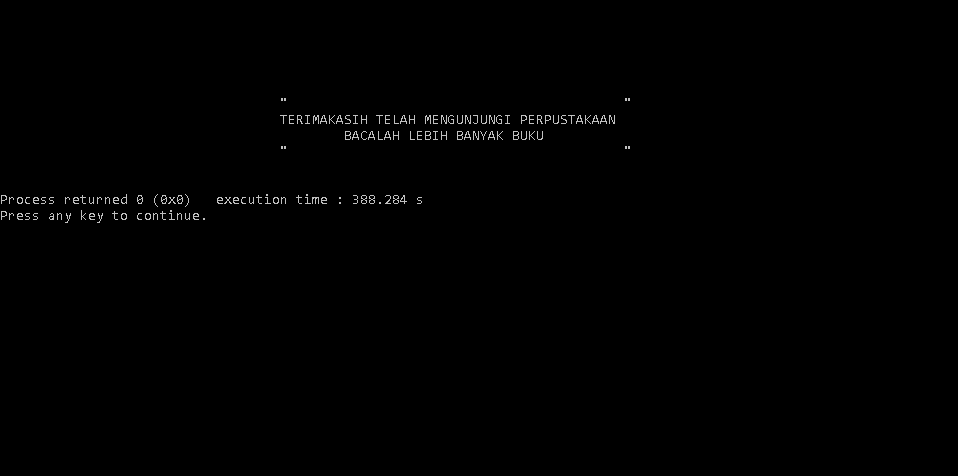 " "
TERIMAKASIH TELAH MENGUNJUNGI PERPUSTAKAAN
BACALAH LEBIH BANYAK BUKU
" "
Process returned 0 (0x0) execution time : 388.284 s
Press any key to continue.